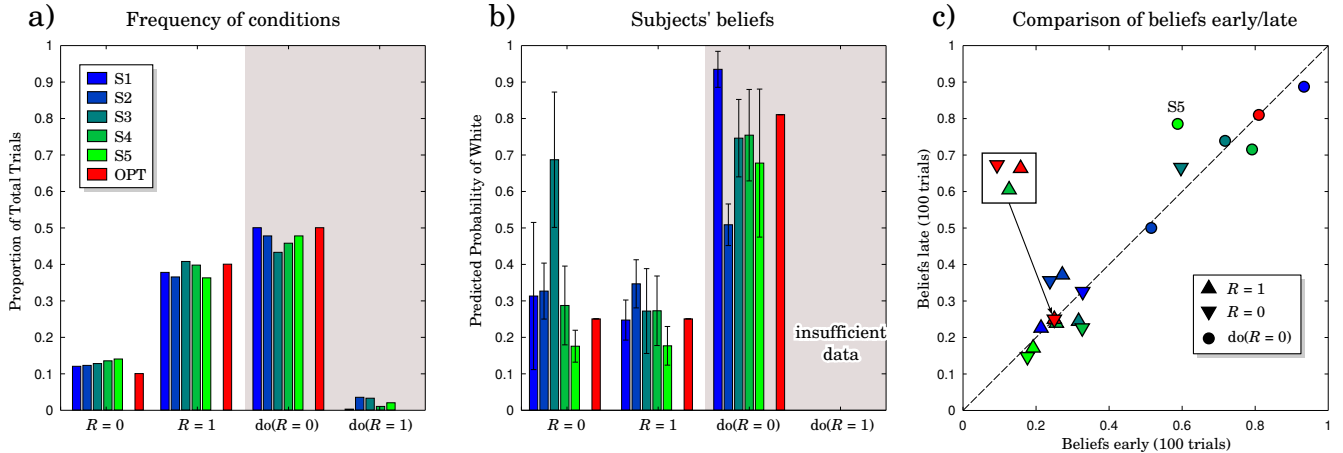 a)
Frequency of conditions
Proportion of Total Trials
1
0.9
0.8
0.7
0.6
0.5
0.4
0.3
0.2
0.1
0
S1
S2
S3
S4
S5
OPT
R = 0
R = 1
do(R = 0)
do(R = 1)
b)
Subjects' beliefs
Predicted Probability of White
1
0.9
0.8
0.7
0.6
0.5
0.4
0.3
0.2
0.1
0
insufficient
data
R = 0
R = 1
do(R = 0)
do(R = 1)
c)
Comparison of beliefs early/late
Beliefs late (100 trials)
1
0.9
0.8
0.7
0.6
0.5
0.4
0.3
0.2
0.1
0
S5
R = 1
R = 0
do(R = 0)
0
0.2
0.4
0.6
0.8
1
Beliefs early (100 trials)